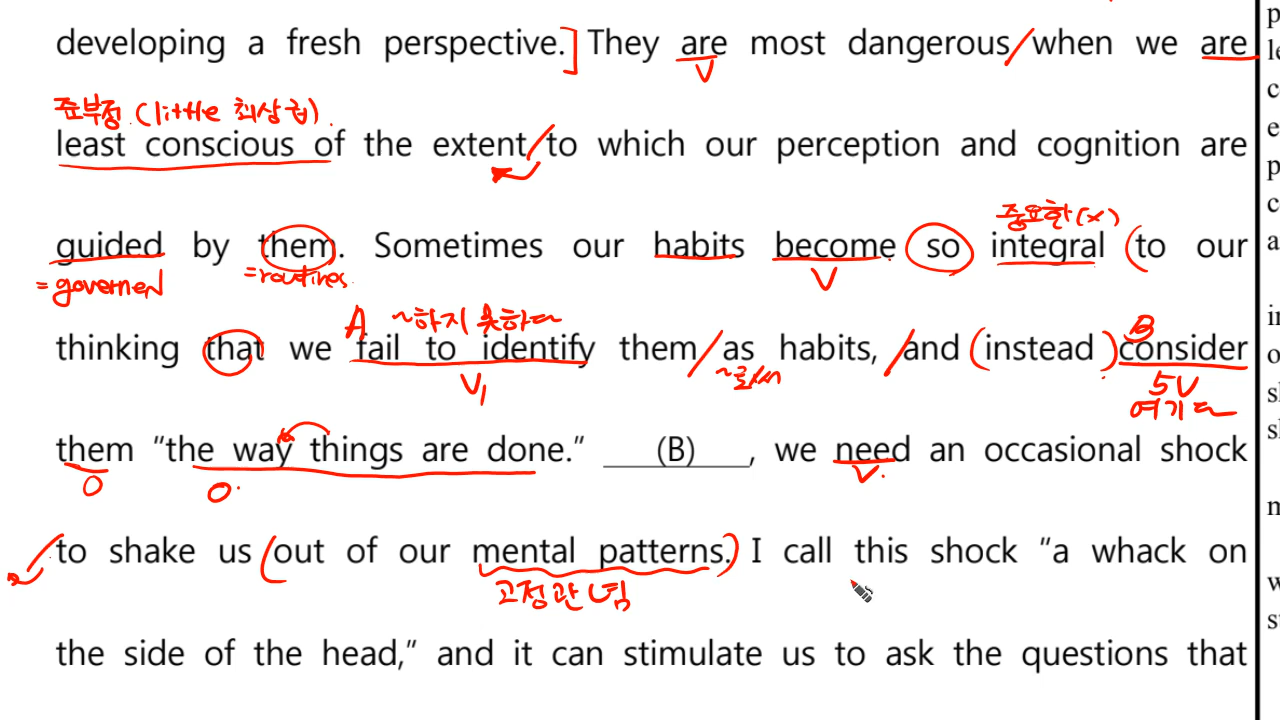 developing a fresh perspective.] They are most dangerous / when we are
V
준부정 (little 최상급).
least conscious of the extent / to which our perception and cognition are
중요한(x)
guided by them. Sometimes our habits become so integral (to our
= governed
= routines
V
A ~하지 못하다
B
thinking that we fail to identify them / as habits, / and (instead) consider
V₁
~로서
5V
여기다
them “the way things are done.” (B) , we need an occasional shock
O
O
V
to shake us (out of our mental patterns.) I call this shock “a whack on
고정관념
the side of the head,” and it can stimulate us to ask the questions that